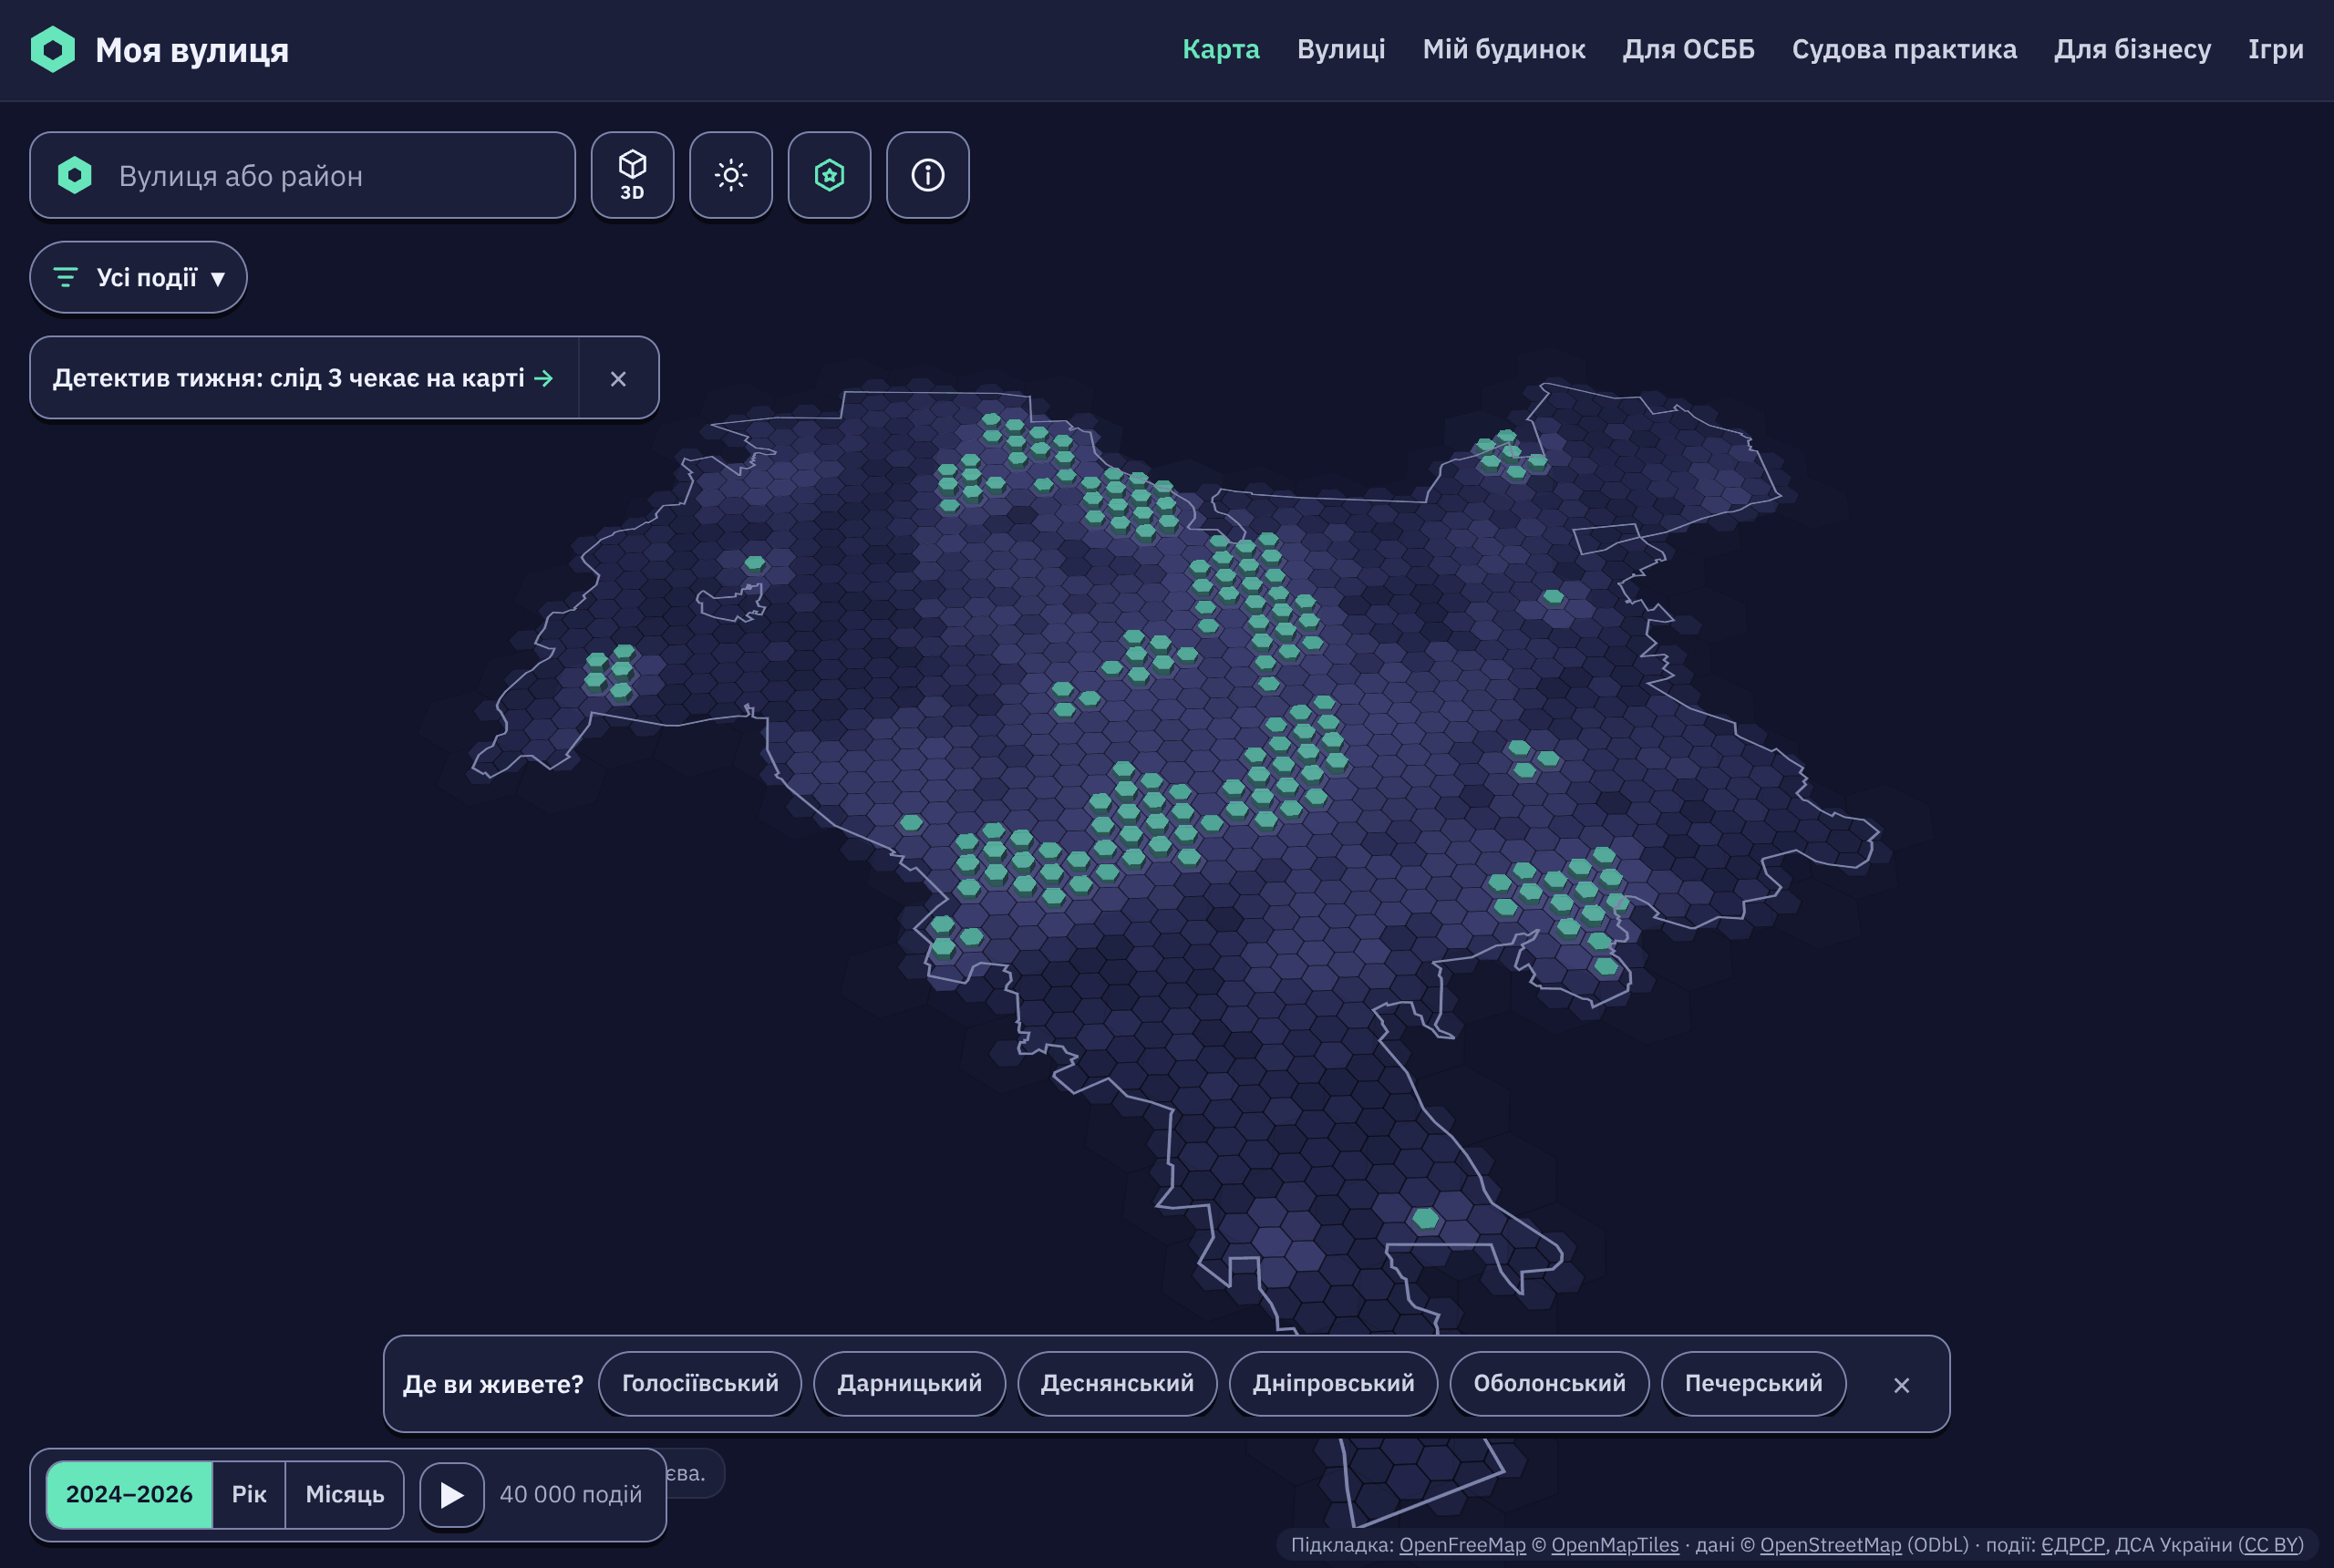 Моя вулиця
Карта Вулиці Мій будинок Для ОСББ Судова практика Для бізнесу Ігри
Вулиця або район
3D
Усі події ▼
Детектив тижня: слід 3 чекає на карті → ×
Де ви живете? Голосіївський Дарницький Деснянський Дніпровський Оболонський Печерський ×
єва.
2024–2026 Рік Місяць 40 000 подій
Підкладка: OpenFreeMap © OpenMapTiles · дані © OpenStreetMap (ODbL) · події: ЄДРСР, ДСА України (CC BY)